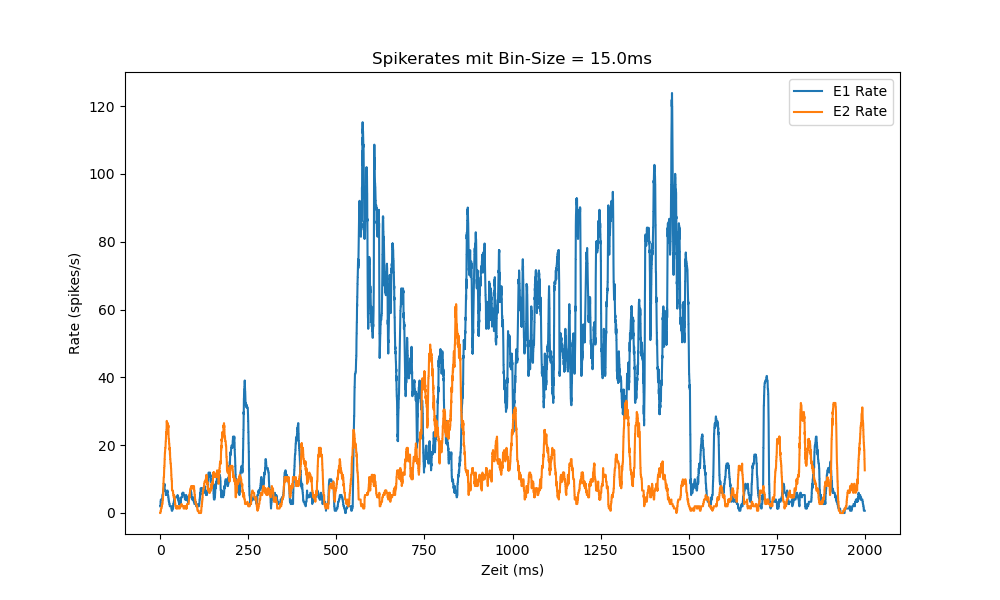 Spikerates mit Bin-Size = 15.0ms
E1 Rate
E2 Rate
120
100
80
60
40
20
0
Rate (spikes/s)
0 250 500 750 1000 1250 1500 1750 2000
Zeit (ms)